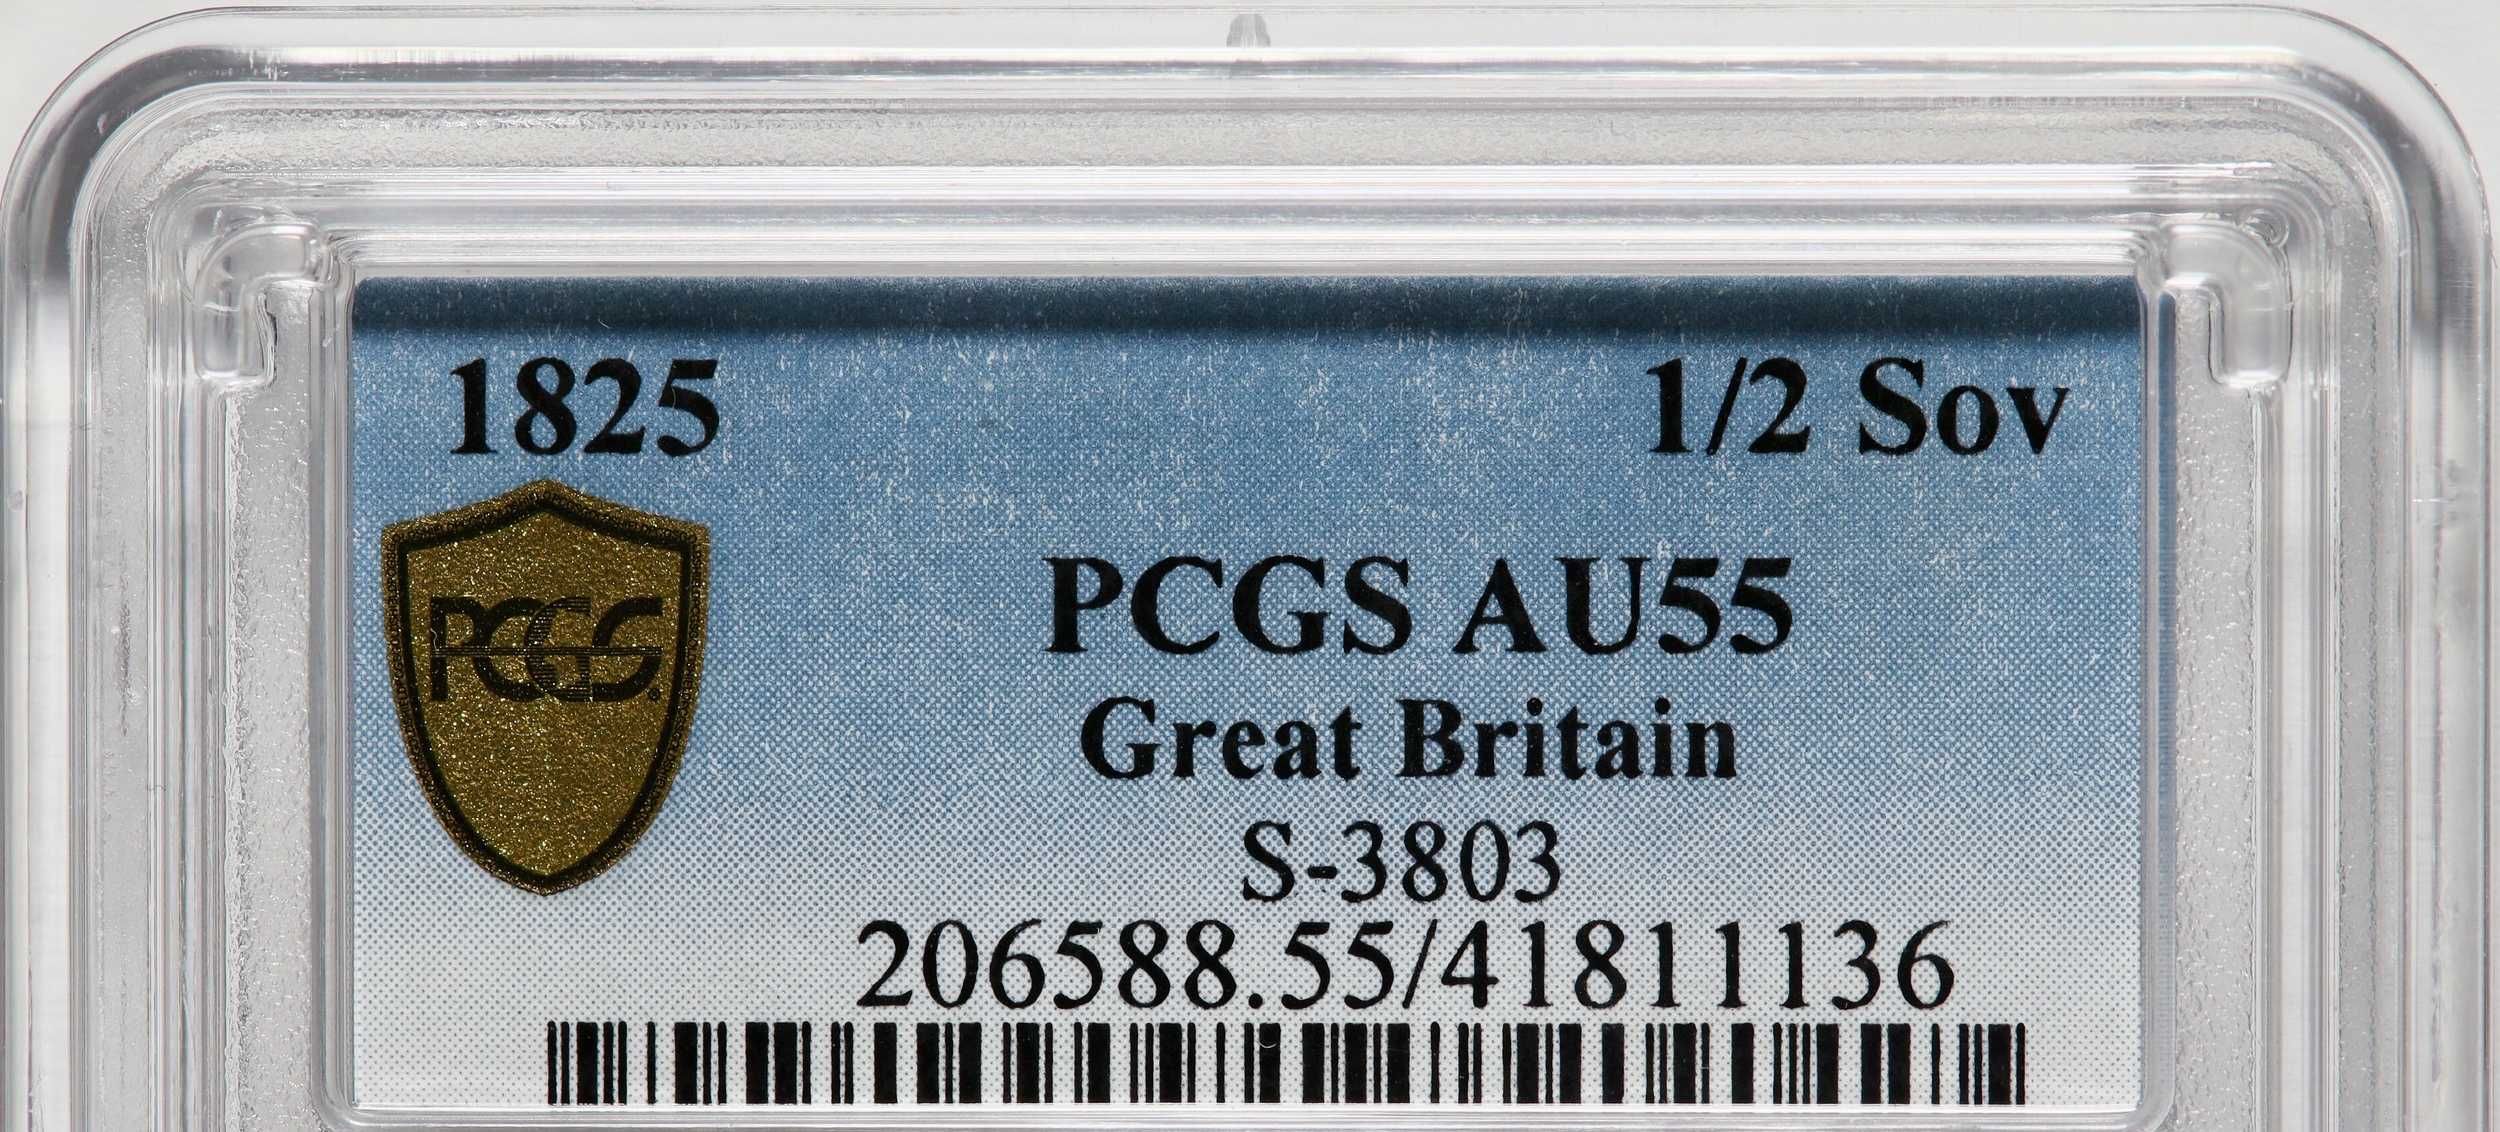 1825 1/2 Sov
PCGS
PCGS AU55
Great Britain
S-3803
206588.55/41811136